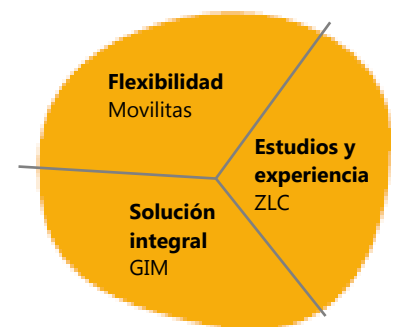 Flexibilidad
Movilitas
Estudios y
experiencia
ZLC
Solución
integral
GIM